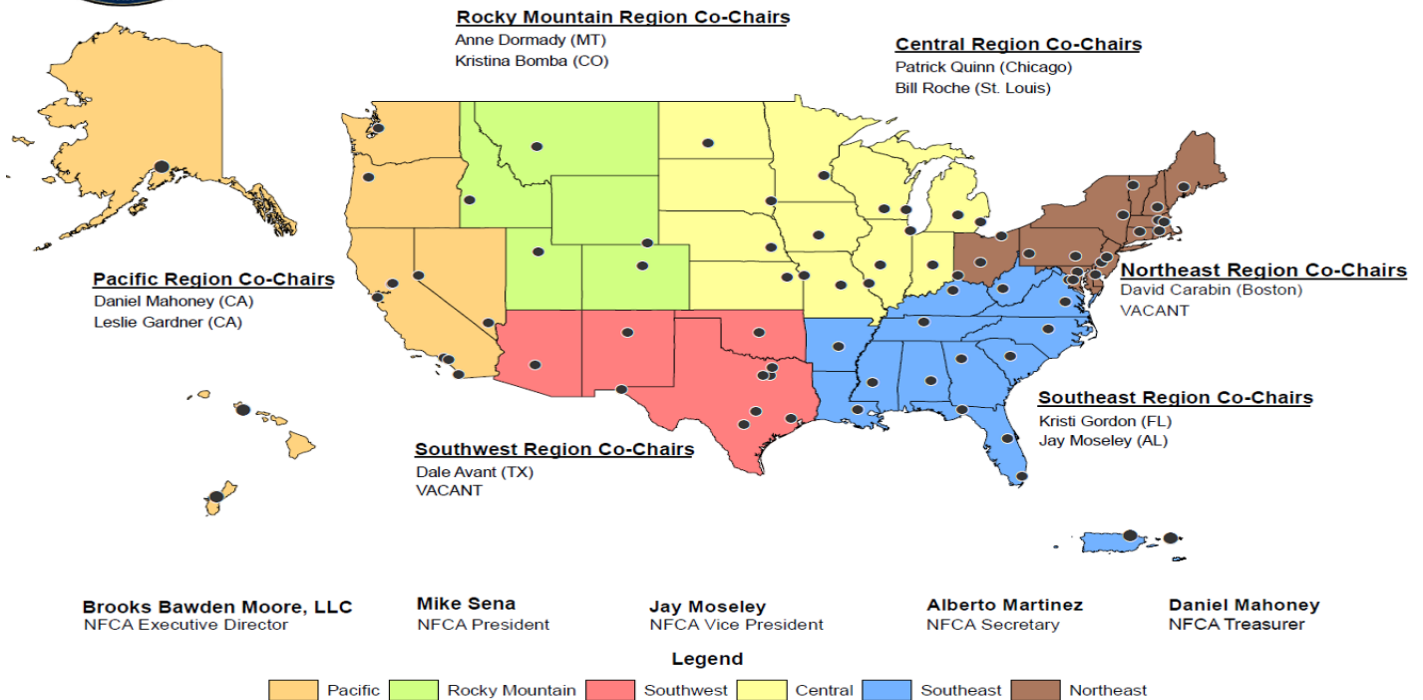 Rocky Mountain Region Co-Chairs
Anne Dormady (MT)
Kristina Bomba (CO)
Central Region Co-Chairs
Patrick Quinn (Chicago)
Bill Roche (St. Louis)
Pacific Region Co-Chairs
Daniel Mahoney (CA)
Leslie Gardner (CA)
Northeast Region Co-Chairs
David Carabin (Boston)
VACANT
Southeast Region Co-Chairs
Kristi Gordon (FL)
Jay Moseley (AL)
Southwest Region Co-Chairs
Dale Avant (TX)
VACANT
Brooks Bawden Moore, LLC
NFCA Executive Director
Mike Sena
NFCA President
Jay Moseley
NFCA Vice President
Alberto Martinez
NFCA Secretary
Daniel Mahoney
NFCA Treasurer
Legend
Pacific
Rocky Mountain
Southwest
Central
Southeast
Northeast